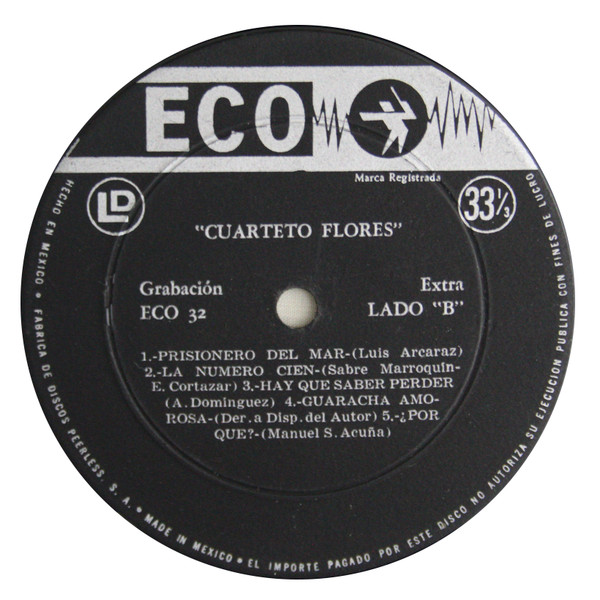 ECO
Marca Registrada
LD
33⅓
"CUARTETO FLORES"
Grabación
ECO 32
Extra
LADO "B"
1.-PRISIONERO DEL MAR-(Luis Arcaraz)
2.-LA NUMERO CIEN-(Sabre Marroquin-
E. Cortazar) 3.-HAY QUE SABER PERDER
(A. Dominguez) 4.-GUARACHA AMO-
ROSA-(Der. a Disp. del Autor) 5.-¿POR
QUE?-(Manuel S. Acuña)
HECHO EN MEXICO • FABRICA DE DISCOS PEERLESS, S. A. • MADE IN MEXICO • EL IMPORTE PAGADO POR ESTE DISCO NO AUTORIZA SU EJECUCION PUBLICA CON FINES DE LUCRO